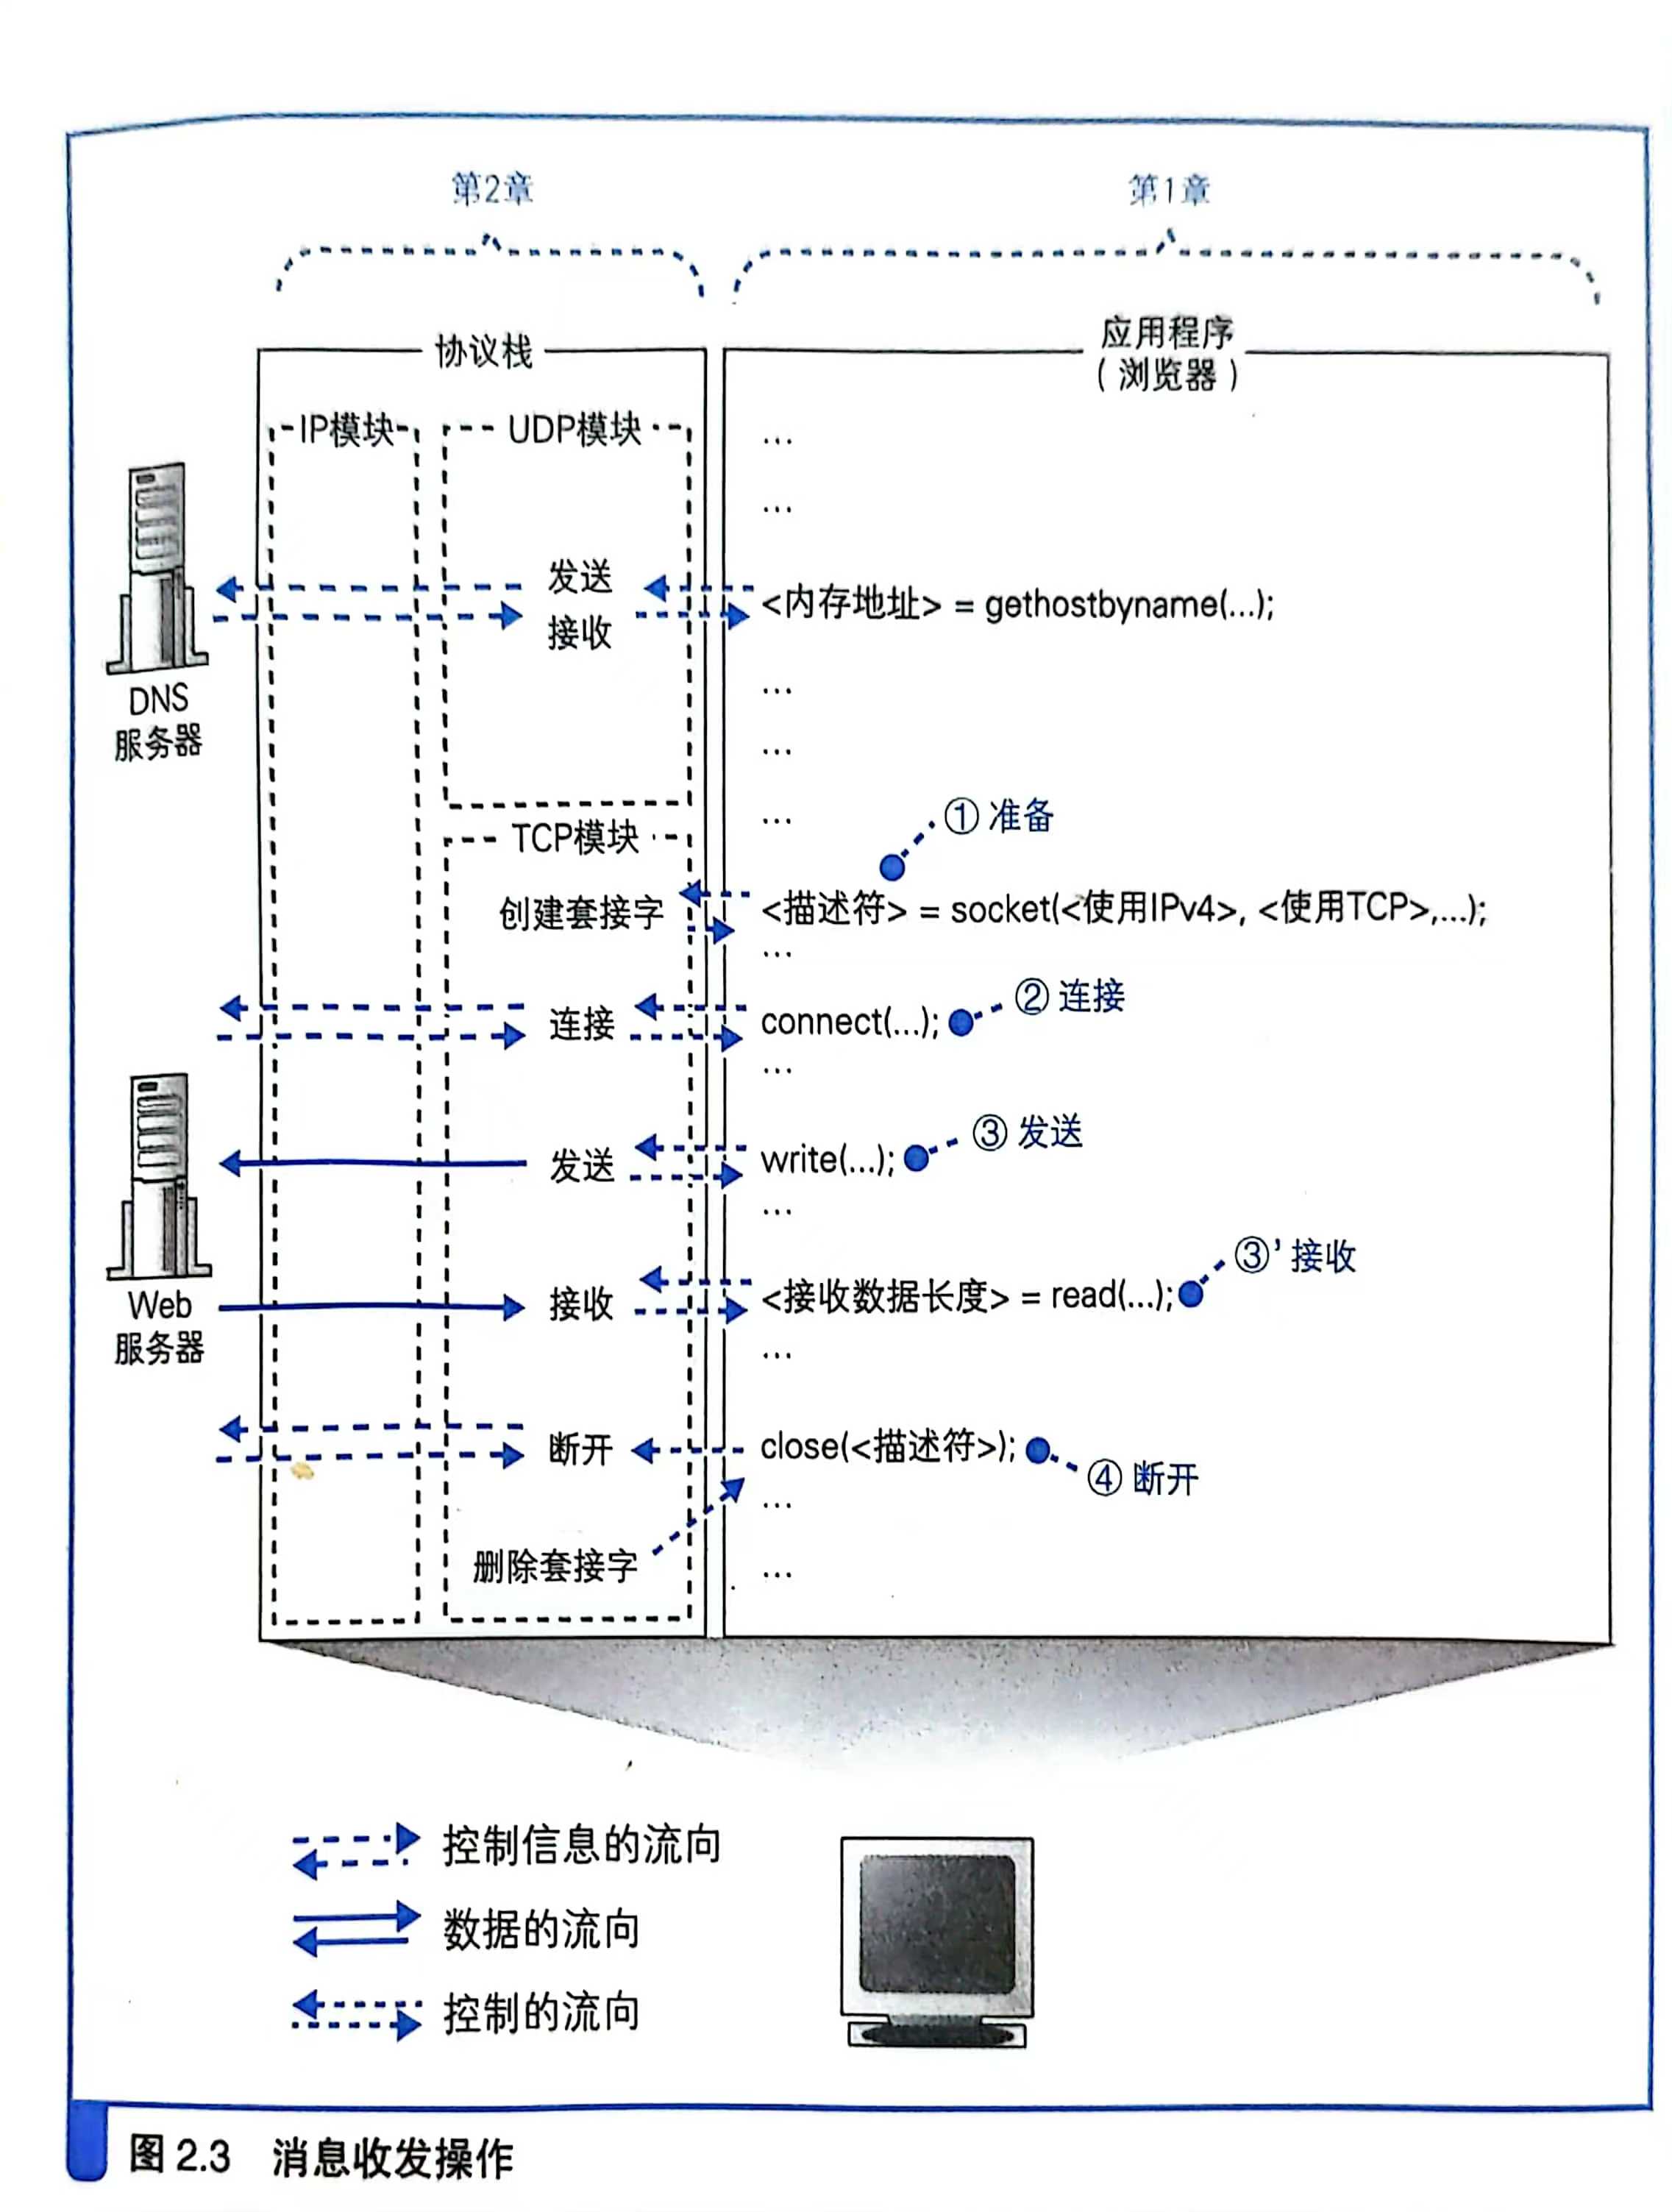 第2章
第1章
协议栈
应用程序
（浏览器）
IP模块
UDP模块
…
…
发送
接收
<内存地址> = gethostbyname(…);
DNS
服务器
…
…
…
① 准备
TCP模块
创建套接字
<描述符> = socket(<使用IPv4>, <使用TCP>,…);
…
② 连接
连接
connect(…);
…
③ 发送
发送
write(…);
…
③’ 接收
接收
<接收数据长度> = read(…);
Web
服务器
…
断开
close(<描述符>);
④ 断开
…
删除套接字
…
控制信息的流向
数据的流向
控制的流向
图 2.3 消息收发操作